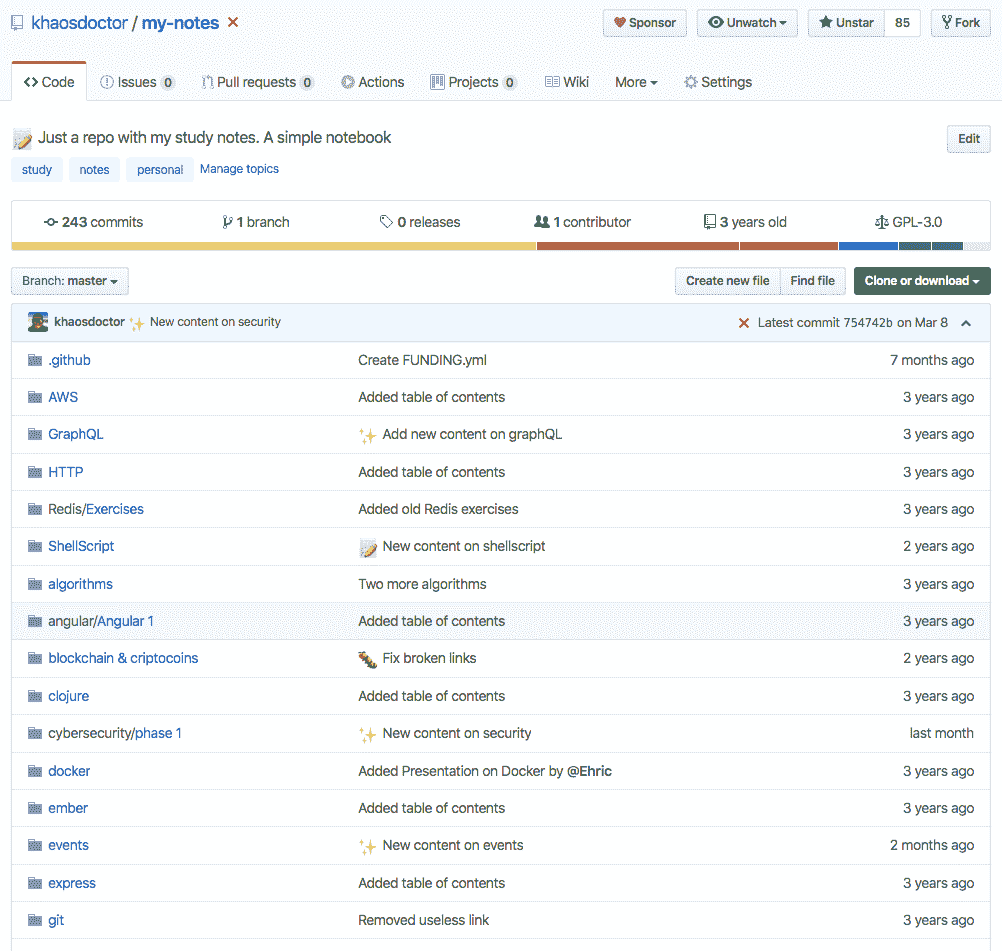 khaosdoctor / my-notes
Sponsor Unwatch Unstar 85 Fork
Code Issues 0 Pull requests 0 Actions Projects 0 Wiki More Settings
Just a repo with my study notes. A simple notebook Edit
study notes personal Manage topics
243 commits 1 branch 0 releases 1 contributor 3 years old GPL-3.0
Branch: master Create new file Find file Clone or download
khaosdoctor New content on security Latest commit 754742b on Mar 8
.github Create FUNDING.yml 7 months ago
AWS Added table of contents 3 years ago
GraphQL Add new content on graphQL 3 years ago
HTTP Added table of contents 3 years ago
Redis/Exercises Added old Redis exercises 3 years ago
ShellScript New content on shellscript 2 years ago
algorithms Two more algorithms 3 years ago
angular/Angular 1 Added table of contents 3 years ago
blockchain & criptocoins Fix broken links 2 years ago
clojure Added table of contents 3 years ago
cybersecurity/phase 1 New content on security last month
docker Added Presentation on Docker by @Ehric 3 years ago
ember Added table of contents 3 years ago
events New content on events 2 months ago
express Added table of contents 3 years ago
git Removed useless link 3 years ago